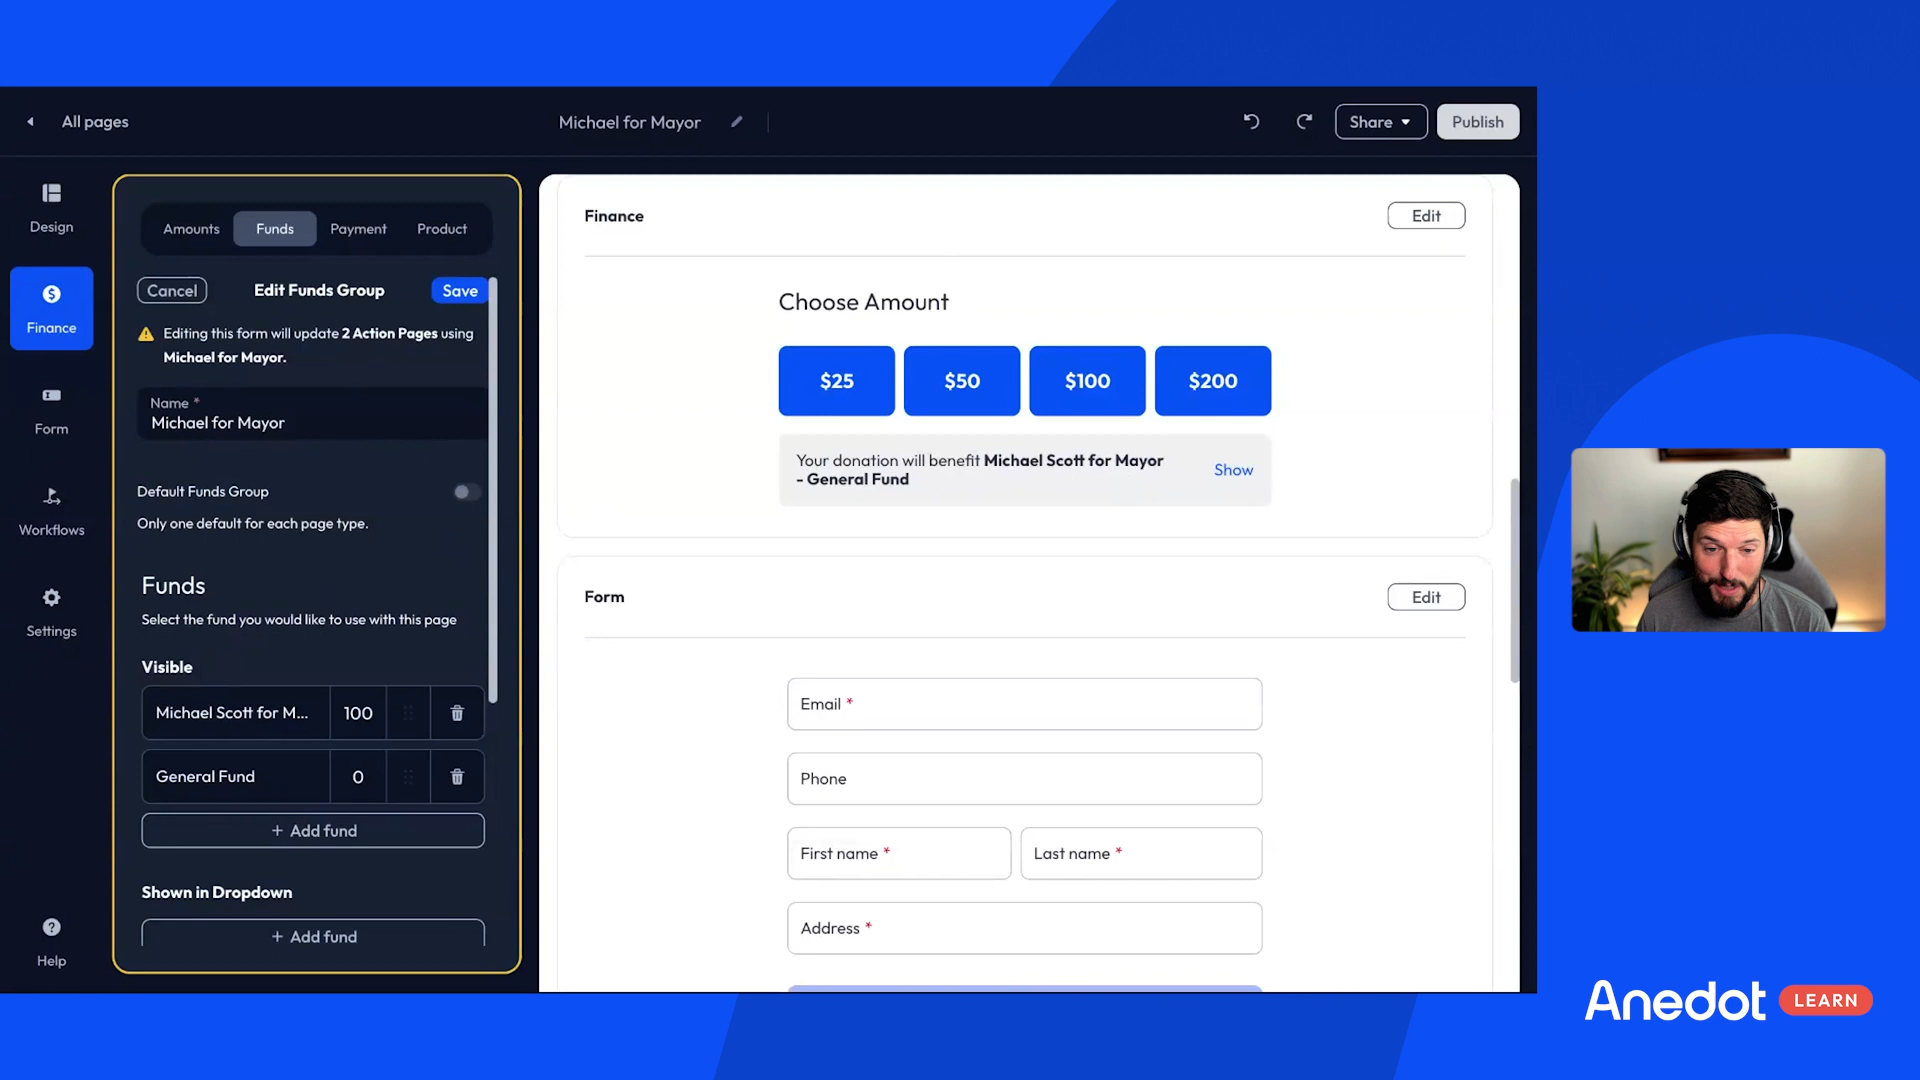 All pages
Michael for Mayor
Share
Publish
Design
Finance
Form
Workflows
Settings
Help
Amounts
Funds
Payment
Product
Cancel
Edit Funds Group
Save
Editing this form will update 2 Action Pages using
Michael for Mayor.
Name *
Michael for Mayor
Default Funds Group
Only one default for each page type.
Funds
Select the fund you would like to use with this page
Visible
Michael Scott for M... 100
General Fund 0
+ Add fund
Shown in Dropdown
+ Add fund
Finance
Edit
Choose Amount
$25 $50 $100 $200
Your donation will benefit Michael Scott for Mayor
- General Fund
Show
Form
Edit
Email *
Phone
First name * Last name *
Address *
Anedot LEARN